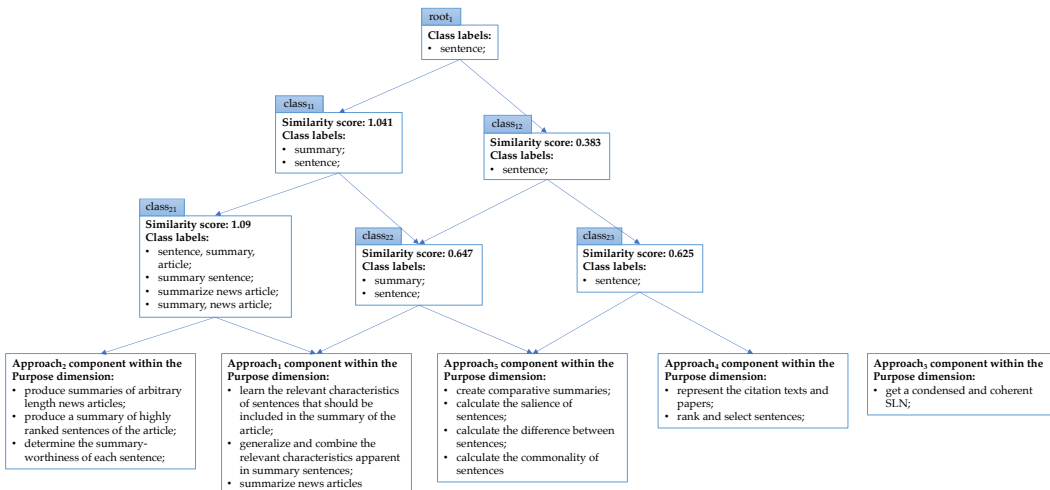 root₁
Class labels:
• sentence;
class₁₁
Similarity score: 1.041
Class labels:
• summary;
• sentence;
class₁₂
Similarity score: 0.383
Class labels:
• sentence;
class₂₁
Similarity score: 1.09
Class labels:
• sentence, summary,
article;
• summary sentence;
• summarize news article;
• summary, news article;
class₂₂
Similarity score: 0.647
Class labels:
• summary;
• sentence;
class₂₃
Similarity score: 0.625
Class labels:
• sentence;
Approach₂ component within the
Purpose dimension:
• produce summaries of arbitrary
length news articles;
• produce a summary of highly
ranked sentences of the article;
• determine the summary-
worthiness of each sentence;
Approach₁ component within the
Purpose dimension:
• learn the relevant characteristics
of sentences that should be
included in the summary of the
article;
• generalize and combine the
relevant characteristics apparent
in summary sentences;
• summarize news articles
Approach₅ component within the
Purpose dimension:
• create comparative summaries;
• calculate the salience of
sentences;
• calculate the difference between
sentences;
• calculate the commonality of
sentences
Approach₄ component within the
Purpose dimension:
• represent the citation texts and
papers;
• rank and select sentences;
Approach₃ component within the
Purpose dimension:
• get a condensed and coherent
SLN;